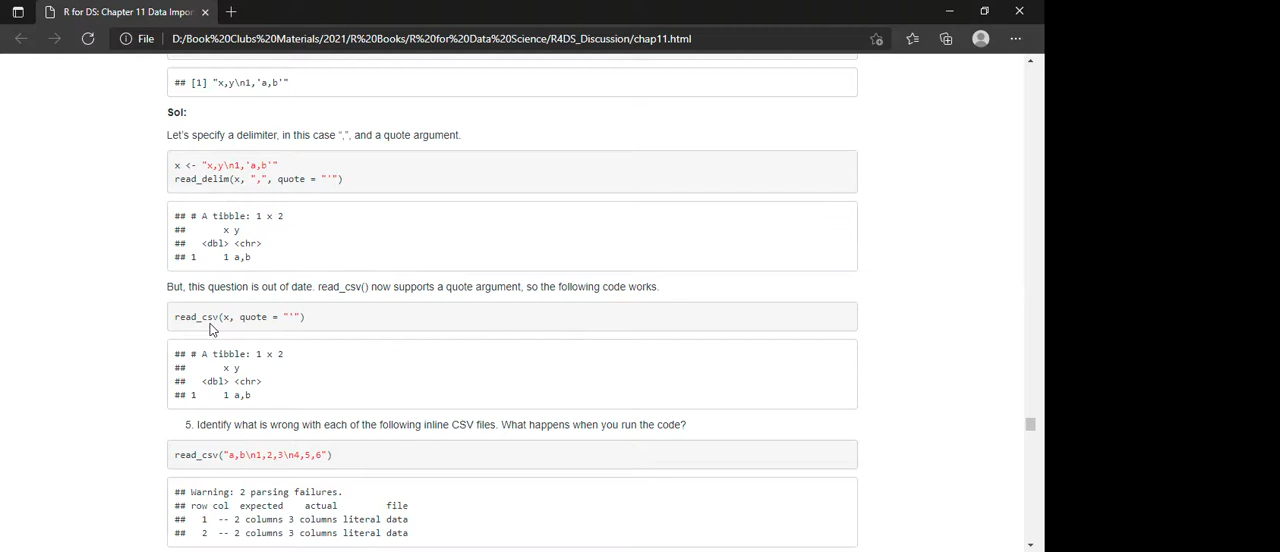 R for DS: Chapter 11 Data Impor
File D:/Book%20Clubs%20Materials/2021/R%20Books/R%20for%20Data%20Science/R4DS_Discussion/chap11.html
## [1] "x,y\n1,'a,b'"
Sol:
Let's specify a delimiter, in this case “,”, and a quote argument.
x <- "x,y\n1,'a,b'"
read_delim(x, ",", quote = "'")
## # A tibble: 1 x 2
## x y
## <dbl> <chr>
## 1 1 a,b
But, this question is out of date. read_csv() now supports a quote argument, so the following code works.
read_csv(x, quote = "'")
## # A tibble: 1 x 2
## x y
## <dbl> <chr>
## 1 1 a,b
5. Identify what is wrong with each of the following inline CSV files. What happens when you run the code?
read_csv("a,b\n1,2,3\n4,5,6")
## Warning: 2 parsing failures.
## row col expected actual file
## 1 -- 2 columns 3 columns literal data
## 2 -- 2 columns 3 columns literal data